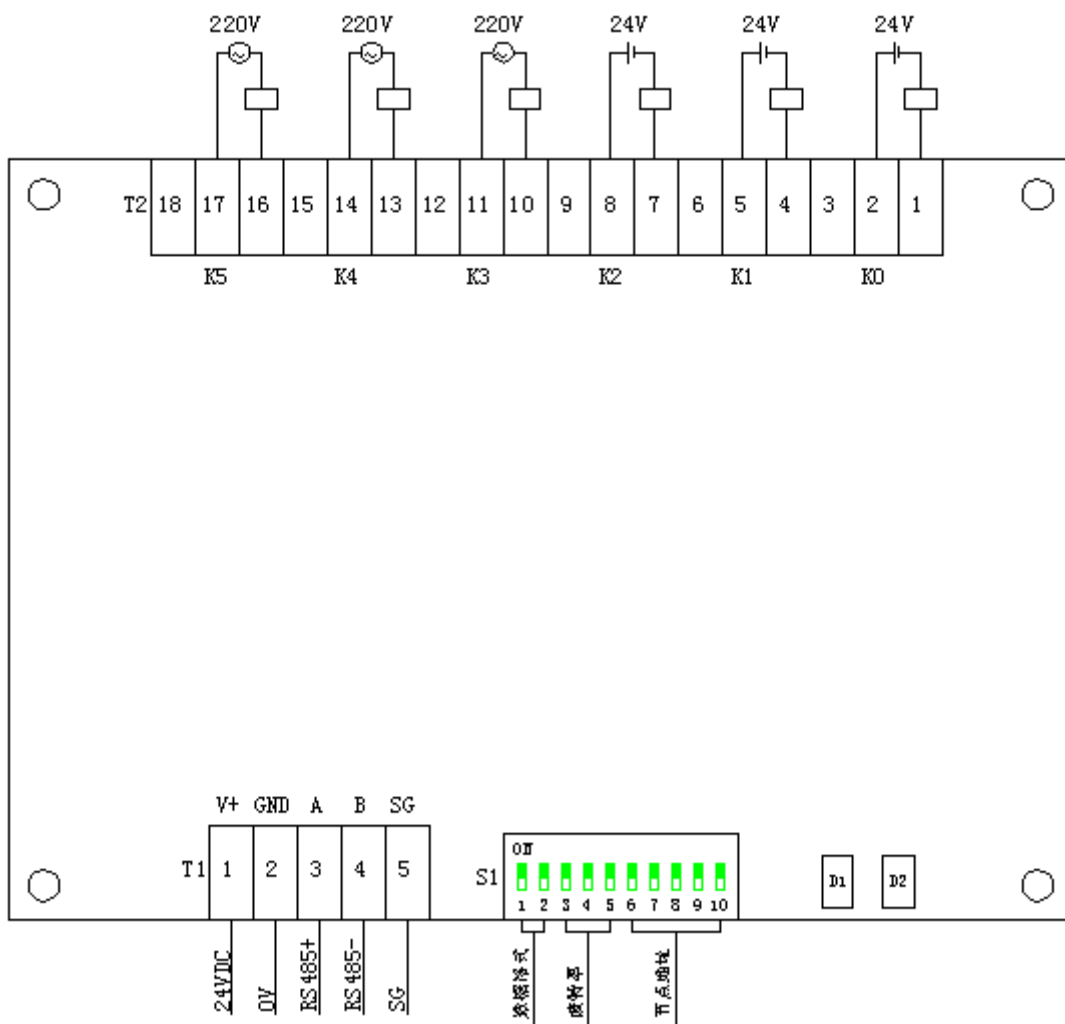 220V 220V 220V 24V 24V 24V
T2 18 17 16 15 14 13 12 11 10 9 8 7 6 5 4 3 2 1
K5 K4 K3 K2 K1 K0
V+ GND A B SG
T1 1 2 3 4 5
S1 ON
1 2 3 4 5 6 7 8 9 10
D1 D2
24VDC
0V
RS485+
RS485-
SG
数据格式
波特率
节点地址